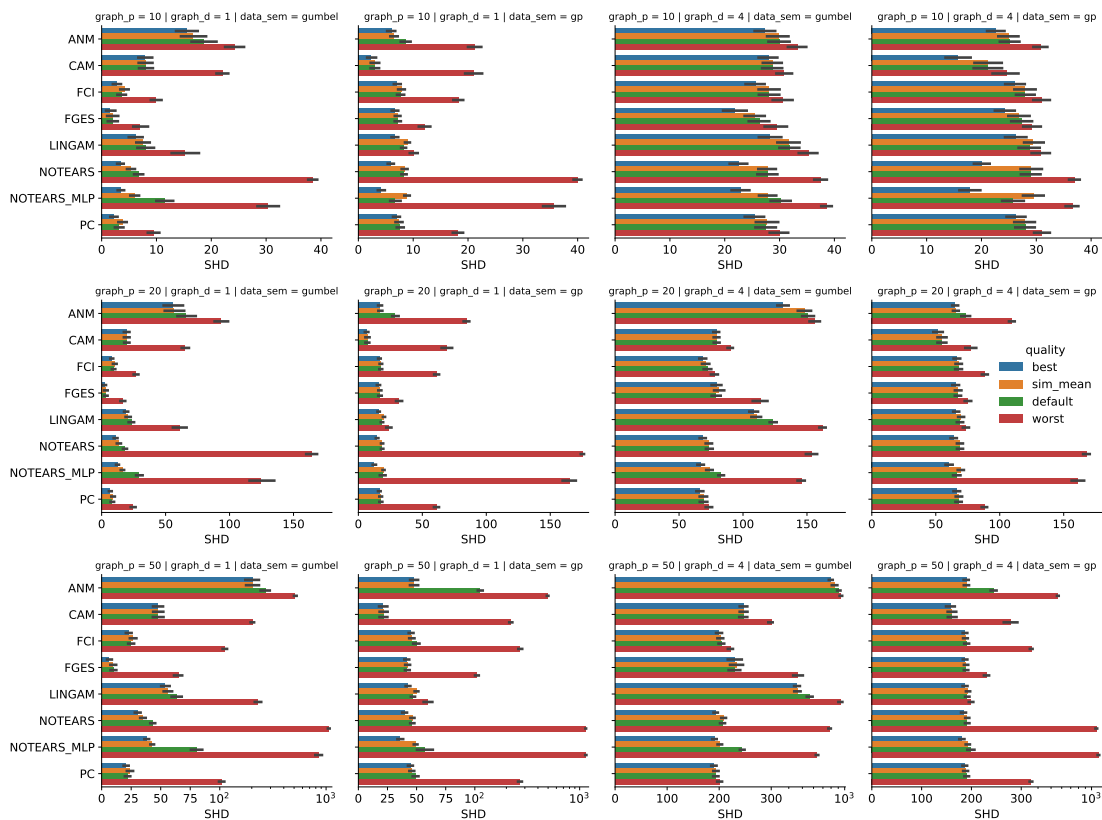 graph_p = 10 | graph_d = 1 | data_sem = gumbel
graph_p = 10 | graph_d = 1 | data_sem = gp
graph_p = 10 | graph_d = 4 | data_sem = gumbel
graph_p = 10 | graph_d = 4 | data_sem = gp
ANM
CAM
FCI
FGES
LINGAM
NOTEARS
NOTEARS_MLP
PC
0 10 20 30 40
0 10 20 30 40
0 10 20 30 40
0 10 20 30 40
SHD
SHD
SHD
SHD
graph_p = 20 | graph_d = 1 | data_sem = gumbel
graph_p = 20 | graph_d = 1 | data_sem = gp
graph_p = 20 | graph_d = 4 | data_sem = gumbel
graph_p = 20 | graph_d = 4 | data_sem = gp
ANM
CAM
FCI
FGES
LINGAM
NOTEARS
NOTEARS_MLP
PC
quality
best
sim_mean
default
worst
0 50 100 150
0 50 100 150
0 50 100 150
0 50 100 150
SHD
SHD
SHD
SHD
graph_p = 50 | graph_d = 1 | data_sem = gumbel
graph_p = 50 | graph_d = 1 | data_sem = gp
graph_p = 50 | graph_d = 4 | data_sem = gumbel
graph_p = 50 | graph_d = 4 | data_sem = gp
ANM
CAM
FCI
FGES
LINGAM
NOTEARS
NOTEARS_MLP
PC
0 25 50 75 10² 10³
0 25 50 75 10² 10³
0 100 200 300 10³
0 100 200 300 10³
SHD
SHD
SHD
SHD